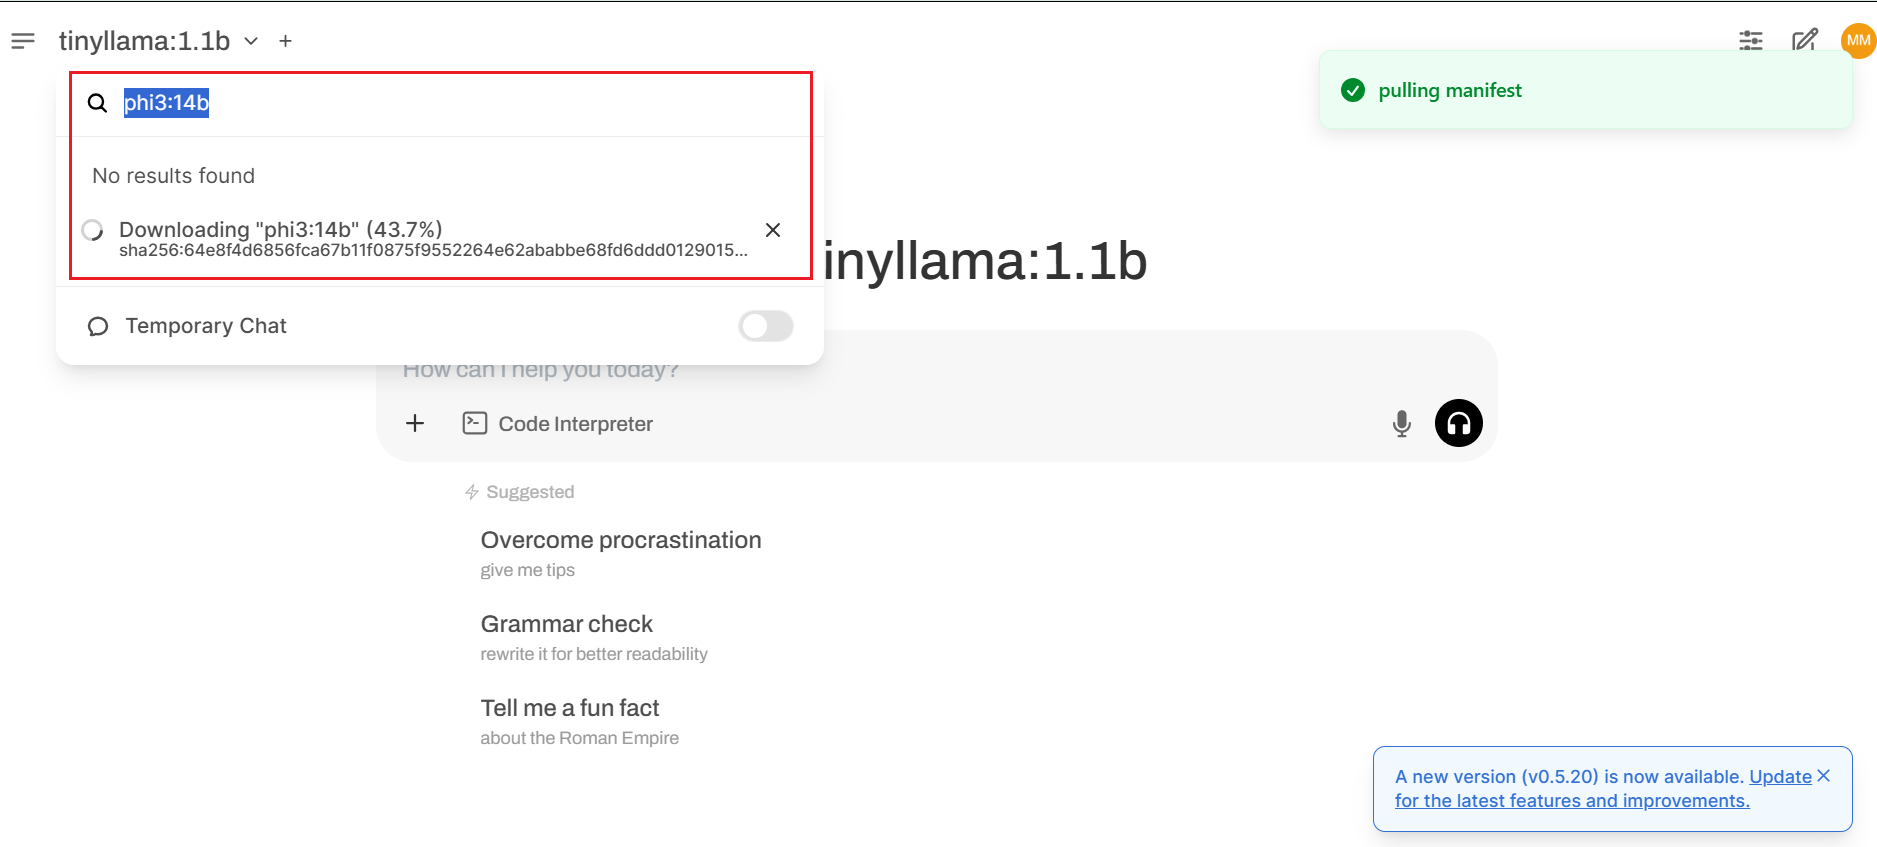 tinyllama:1.1b
MM
phi3:14b
pulling manifest
No results found
Downloading "phi3:14b" (43.7%)
sha256:64e8f4d6856fca67b11f0875f9552264e62ababbe68fd6ddd0129015...
inyllama:1.1b
Temporary Chat
How can I help you today?
Code Interpreter
Suggested
Overcome procrastination
give me tips
Grammar check
rewrite it for better readability
Tell me a fun fact
about the Roman Empire
A new version (v0.5.20) is now available. Update
for the latest features and improvements.